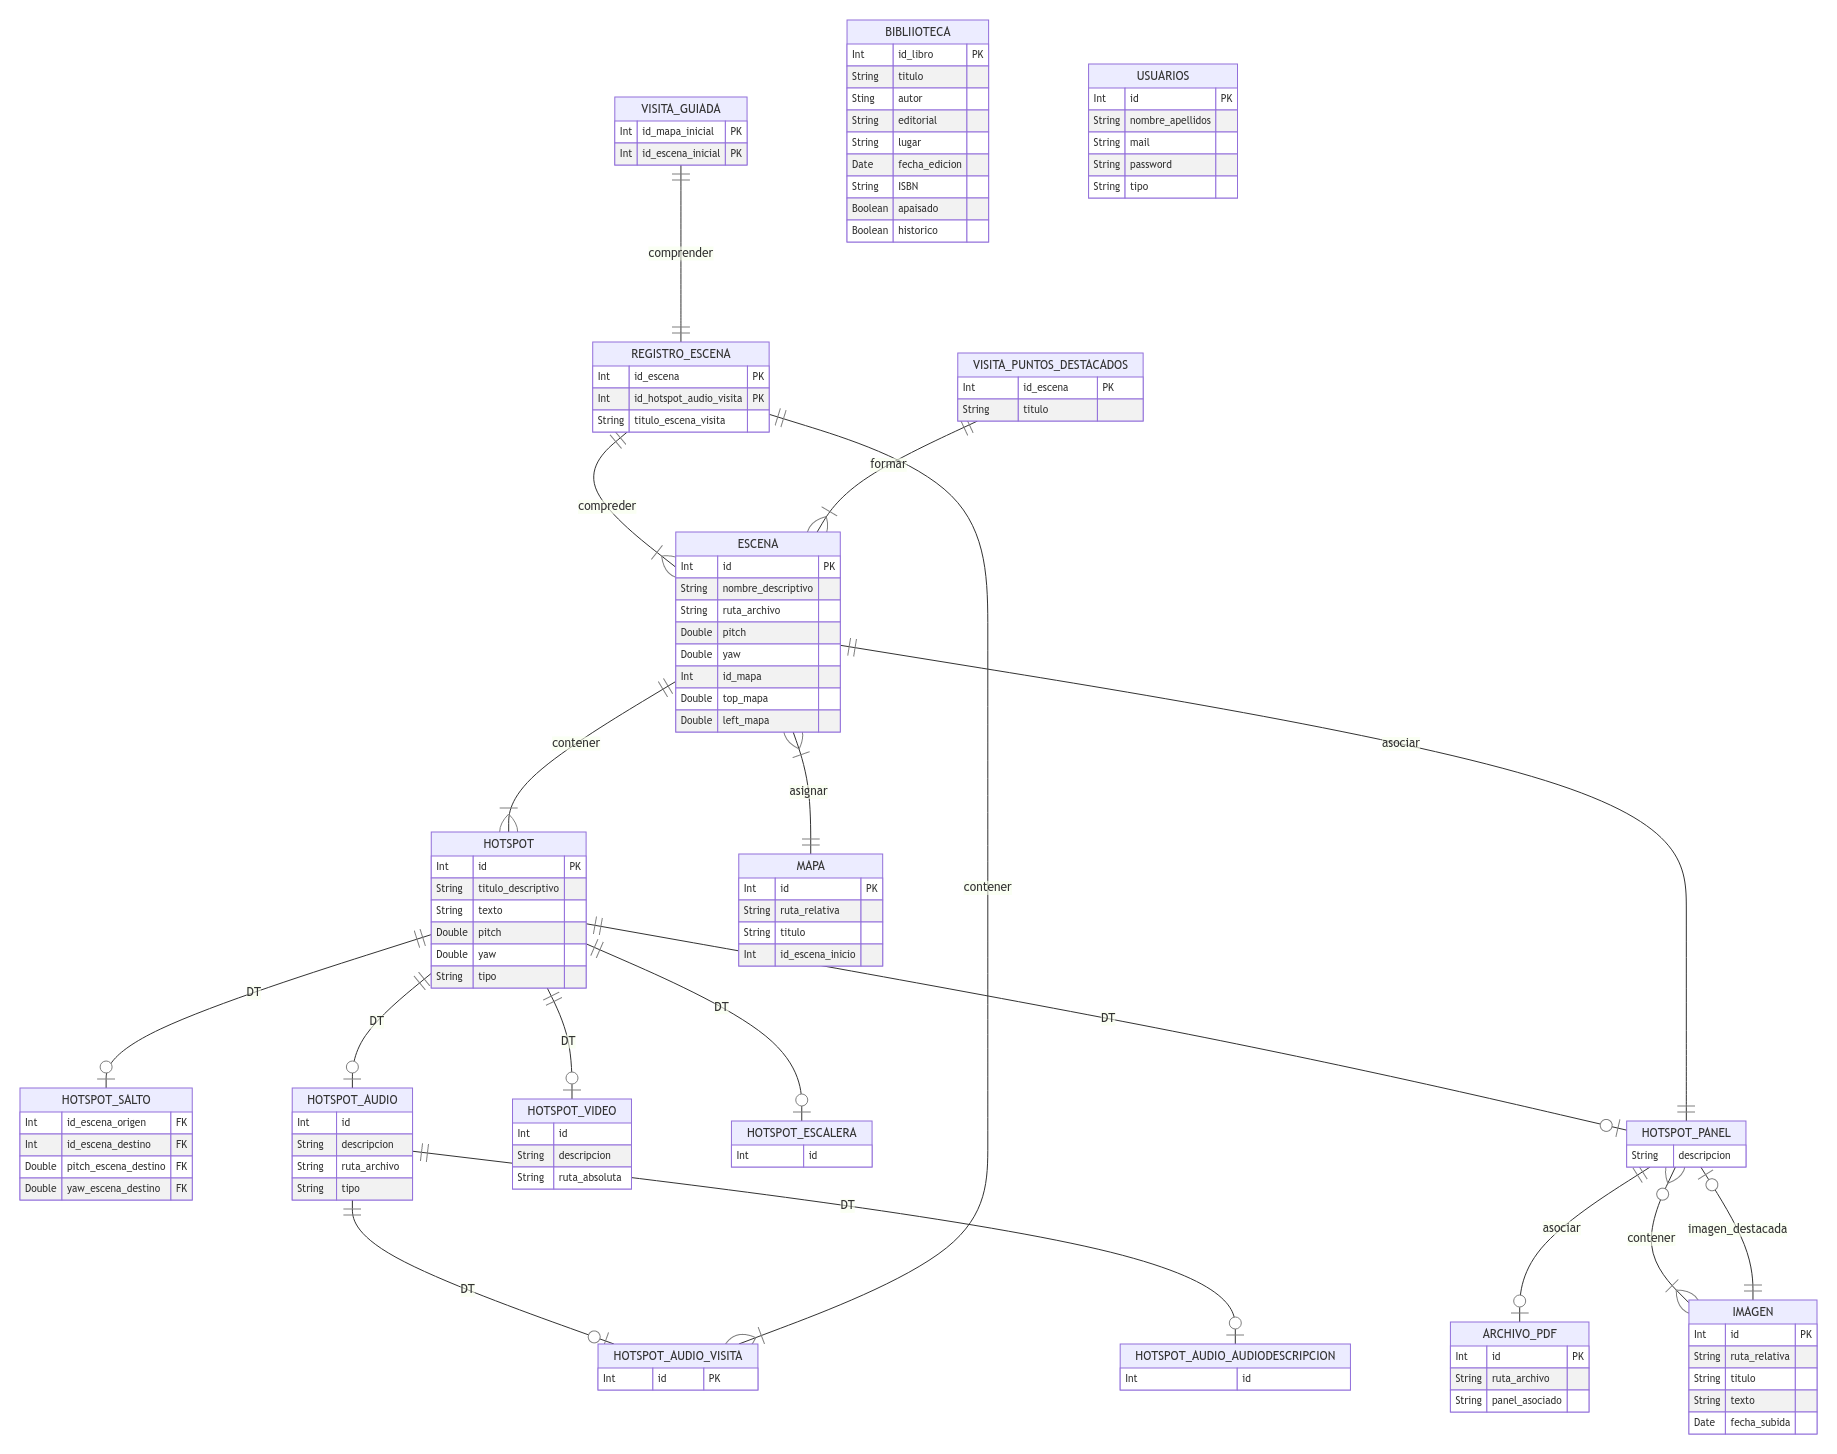 BIBLIIOTECA
Int id_libro PK
String titulo
Sting autor
String editorial
String lugar
Date fecha_edicion
String ISBN
Boolean apaisado
Boolean historico
USUARIOS
Int id PK
String nombre_apellidos
String mail
String password
String tipo
VISITA_GUIADA
Int id_mapa_inicial PK
Int id_escena_inicial PK
comprender
REGISTRO_ESCENA
Int id_escena PK
Int id_hotspot_audio_visita PK
String titulo_escena_visita
VISITA_PUNTOS_DESTACADOS
Int id_escena PK
String titulo
formar
compreder
ESCENA
Int id PK
String nombre_descriptivo
String ruta_archivo
Double pitch
Double yaw
Int id_mapa
Double top_mapa
Double left_mapa
contener
asociar
asignar
HOTSPOT
Int id PK
String titulo_descriptivo
String texto
Double pitch
Double yaw
String tipo
MAPA
Int id PK
String ruta_relativa
String titulo
Int id_escena_inicio
contener
DT
DT
DT
DT
DT
HOTSPOT_SALTO
Int id_escena_origen FK
Int id_escena_destino FK
Double pitch_escena_destino FK
Double yaw_escena_destino FK
HOTSPOT_AUDIO
Int id
String descripcion
String ruta_archivo
String tipo
HOTSPOT_VIDEO
Int id
String descripcion
String ruta_absoluta
HOTSPOT_ESCALERA
Int id
HOTSPOT_PANEL
String descripcion
DT
asociar
contener
imagen_destacada
DT
HOTSPOT_AUDIO_VISITA
Int id PK
HOTSPOT_AUDIO_AUDIODESCRIPCION
Int id
ARCHIVO_PDF
Int id PK
String ruta_archivo
String panel_asociado
IMAGEN
Int id PK
String ruta_relativa
String titulo
String texto
Date fecha_subida